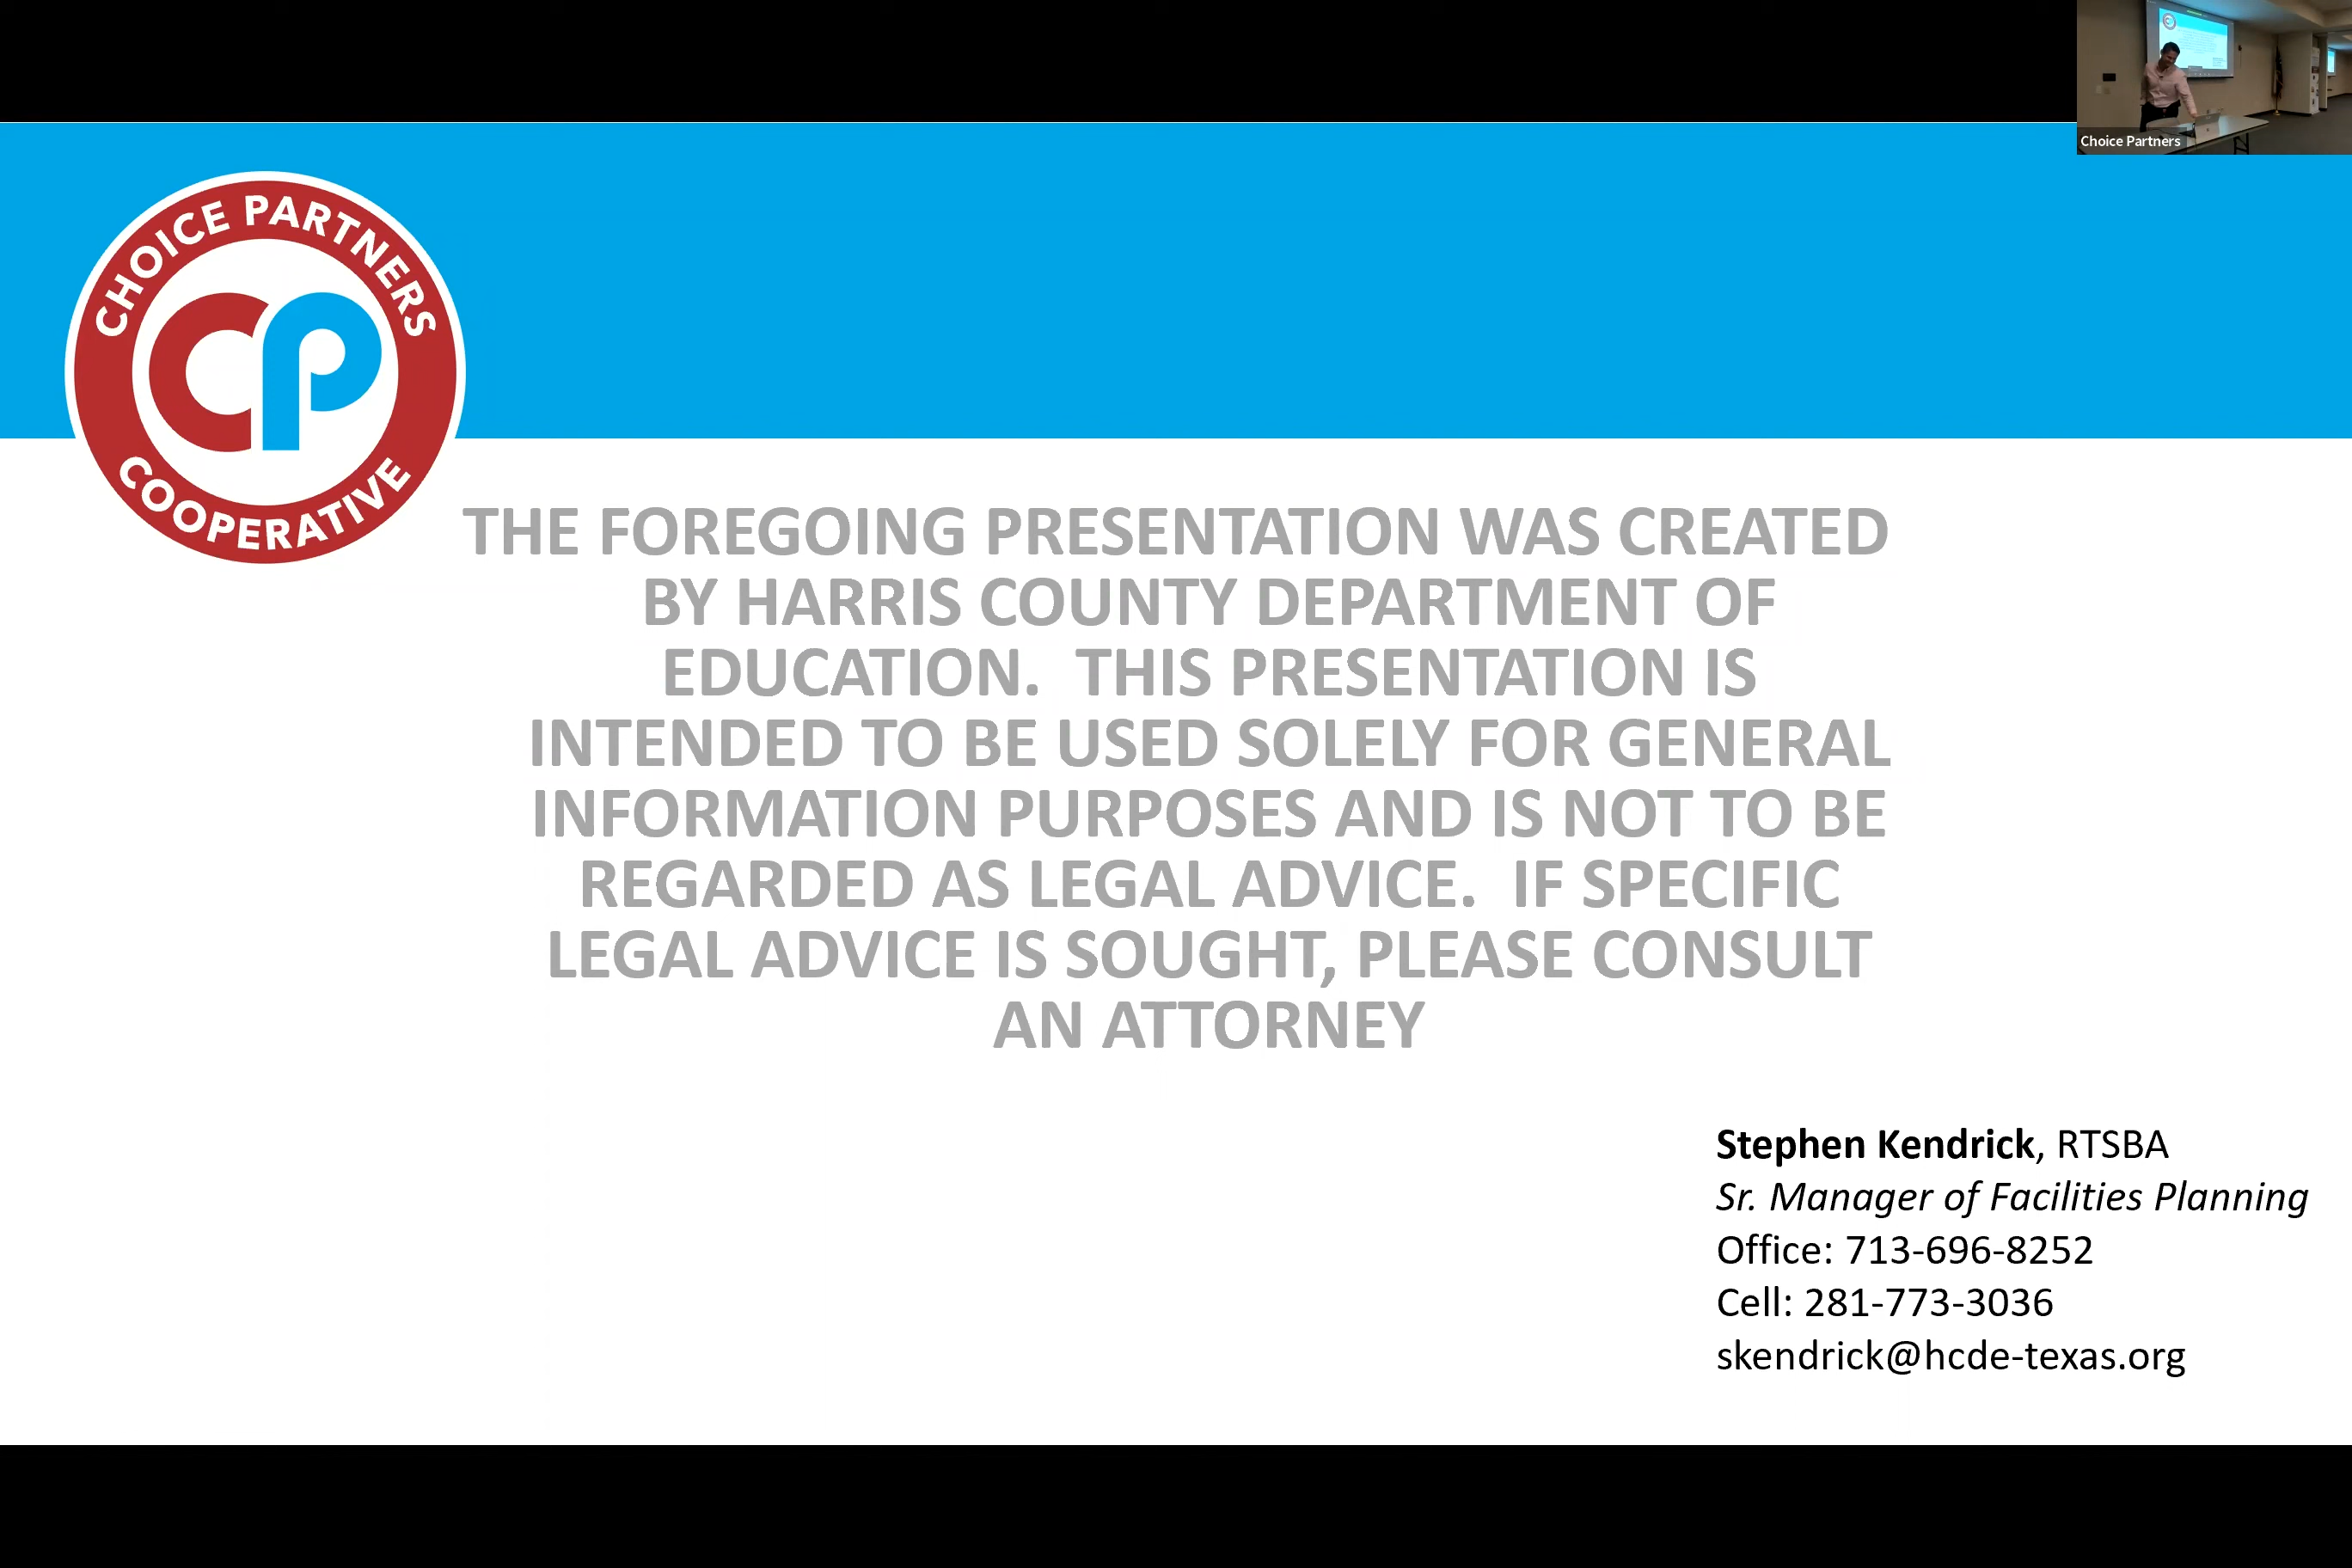 Choice Partners
CHOICE PARTNERS
CP
COOPERATIVE
THE FOREGOING PRESENTATION WAS CREATED
BY HARRIS COUNTY DEPARTMENT OF
EDUCATION.  THIS PRESENTATION IS
INTENDED TO BE USED SOLELY FOR GENERAL
INFORMATION PURPOSES AND IS NOT TO BE
REGARDED AS LEGAL ADVICE.  IF SPECIFIC
LEGAL ADVICE IS SOUGHT, PLEASE CONSULT
AN ATTORNEY
Stephen Kendrick, RTSBA
Sr. Manager of Facilities Planning
Office: 713-696-8252
Cell: 281-773-3036
skendrick@hcde-texas.org